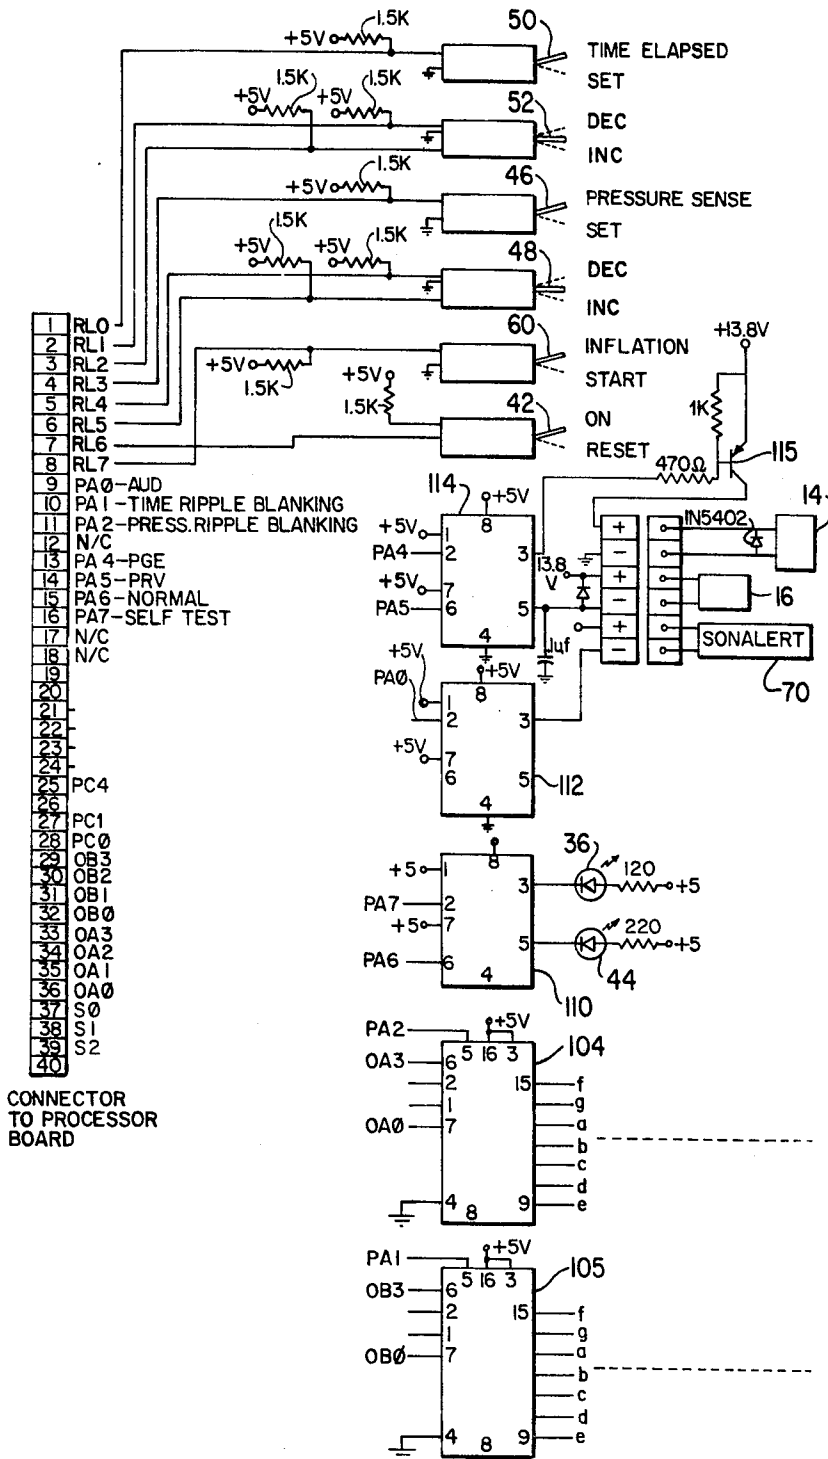 1.5K
+5V
50
TIME ELAPSED
SET
1.5K
1.5K
+5V
+5V
52
DEC
INC
1.5K
+5V
46
PRESSURE SENSE
SET
1.5K
1.5K
+5V
+5V
48
DEC
INC
60
INFLATION
START
+5V
1.5K
+5V
1.5K
42
ON
RESET
1 RL0
2 RL1
3 RL2
4 RL3
5 RL4
6 RL5
7 RL6
8 RL7
9 PA0-AUD
10 PA1-TIME RIPPLE BLANKING
11 PA2-PRESS.RIPPLE BLANKING
12 N/C
13 PA4-PGE
14 PA5-PRV
15 PA6-NORMAL
16 PA7-SELF TEST
17 N/C
18 N/C
19
20
21
22
23
24
25 PC4
26
27 PC1
28 PC0
29 OB3
30 OB2
31 OB1
32 OB0
33 OA3
34 OA2
35 OA1
36 OA0
37 S0
38 S1
39 S2
40
CONNECTOR
TO PROCESSOR
BOARD
+13.8V
1K
470Ω
115
114
+5V
8
+5V
1
PA4
2
3
+5V
7
PA5
6
5
4
.1uf
13.8
V
+
−
+
−
+
−
1N5402
14
16
SONALERT
70
+5V
PA0
+5V
8
1
2
3
+5V
7
6
5
4
112
8
+5
1
3
PA7
2
+5
7
5
PA6
6
4
110
36
120
+5
220
+5
44
PA2
+5V
104
5 16 3
OA3
6
2
1
OA0
7
4
8
15
9
f
g
a
b
c
d
e
PA1
+5V
105
5 16 3
OB3
6
2
1
OB0
7
4
8
15
9
f
g
a
b
c
d
e